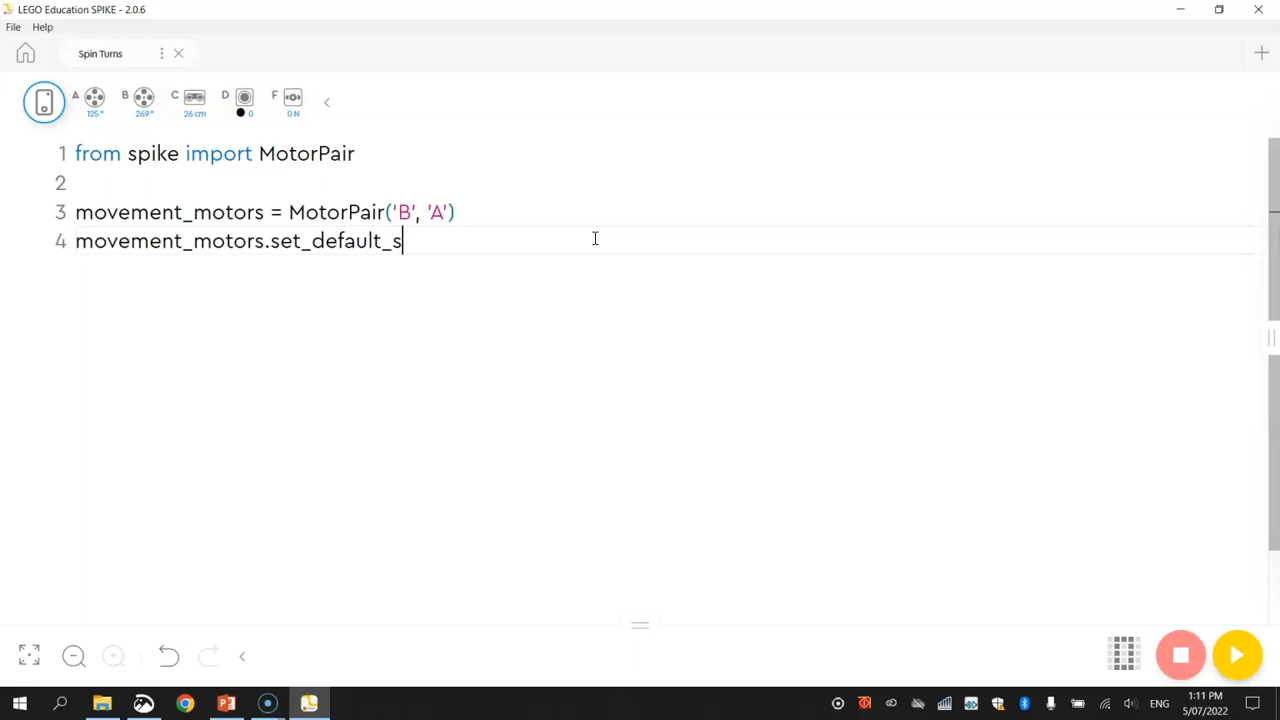 LEGO Education SPIKE - 2.0.6
File Help
Spin Turns
A B C D F
125° 269° 26 cm 0 0 N
1 from spike import MotorPair
2
3 movement_motors = MotorPair('B', 'A')
4 movement_motors.set_default_s
ENG
1:11 PM
5/07/2022